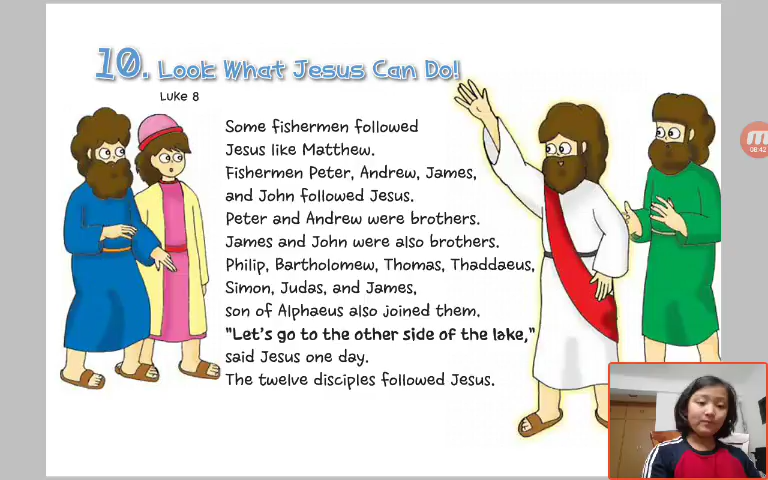 10. Look What Jesus Can Do!
Luke 8
Some fishermen followed
Jesus like Matthew.
Fishermen Peter, Andrew, James,
and John followed Jesus.
Peter and Andrew were brothers.
James and John were also brothers.
Philip, Bartholomew, Thomas, Thaddaeus,
Simon, Judas, and James,
son of Alphaeus also joined them.
"Let's go to the other side of the lake,"
said Jesus one day.
The twelve disciples followed Jesus.
08:42